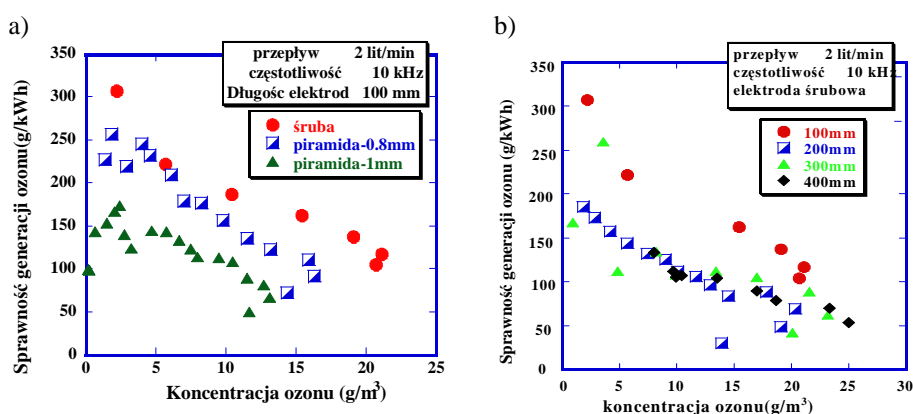 a)
przepływ 2 lit/min
częstotliwość 10 kHz
Długośc elektrod 100 mm
śruba
piramida-0.8mm
piramida-1mm
Sprawność generacji ozonu(g/kWh)
350
300
250
200
150
100
50
0
0 5 10 15 20 25
Koncentracja ozonu (g/m³)
b)
przepływ 2 lit/min
częstotliwość 10 kHz
elektroda śrubowa
100mm
200mm
300mm
400mm
Sprawność generacji ozonu (g/kWh)
350
300
250
200
150
100
50
0
0 5 10 15 20 25 30
koncentracja ozonu(g/m³)